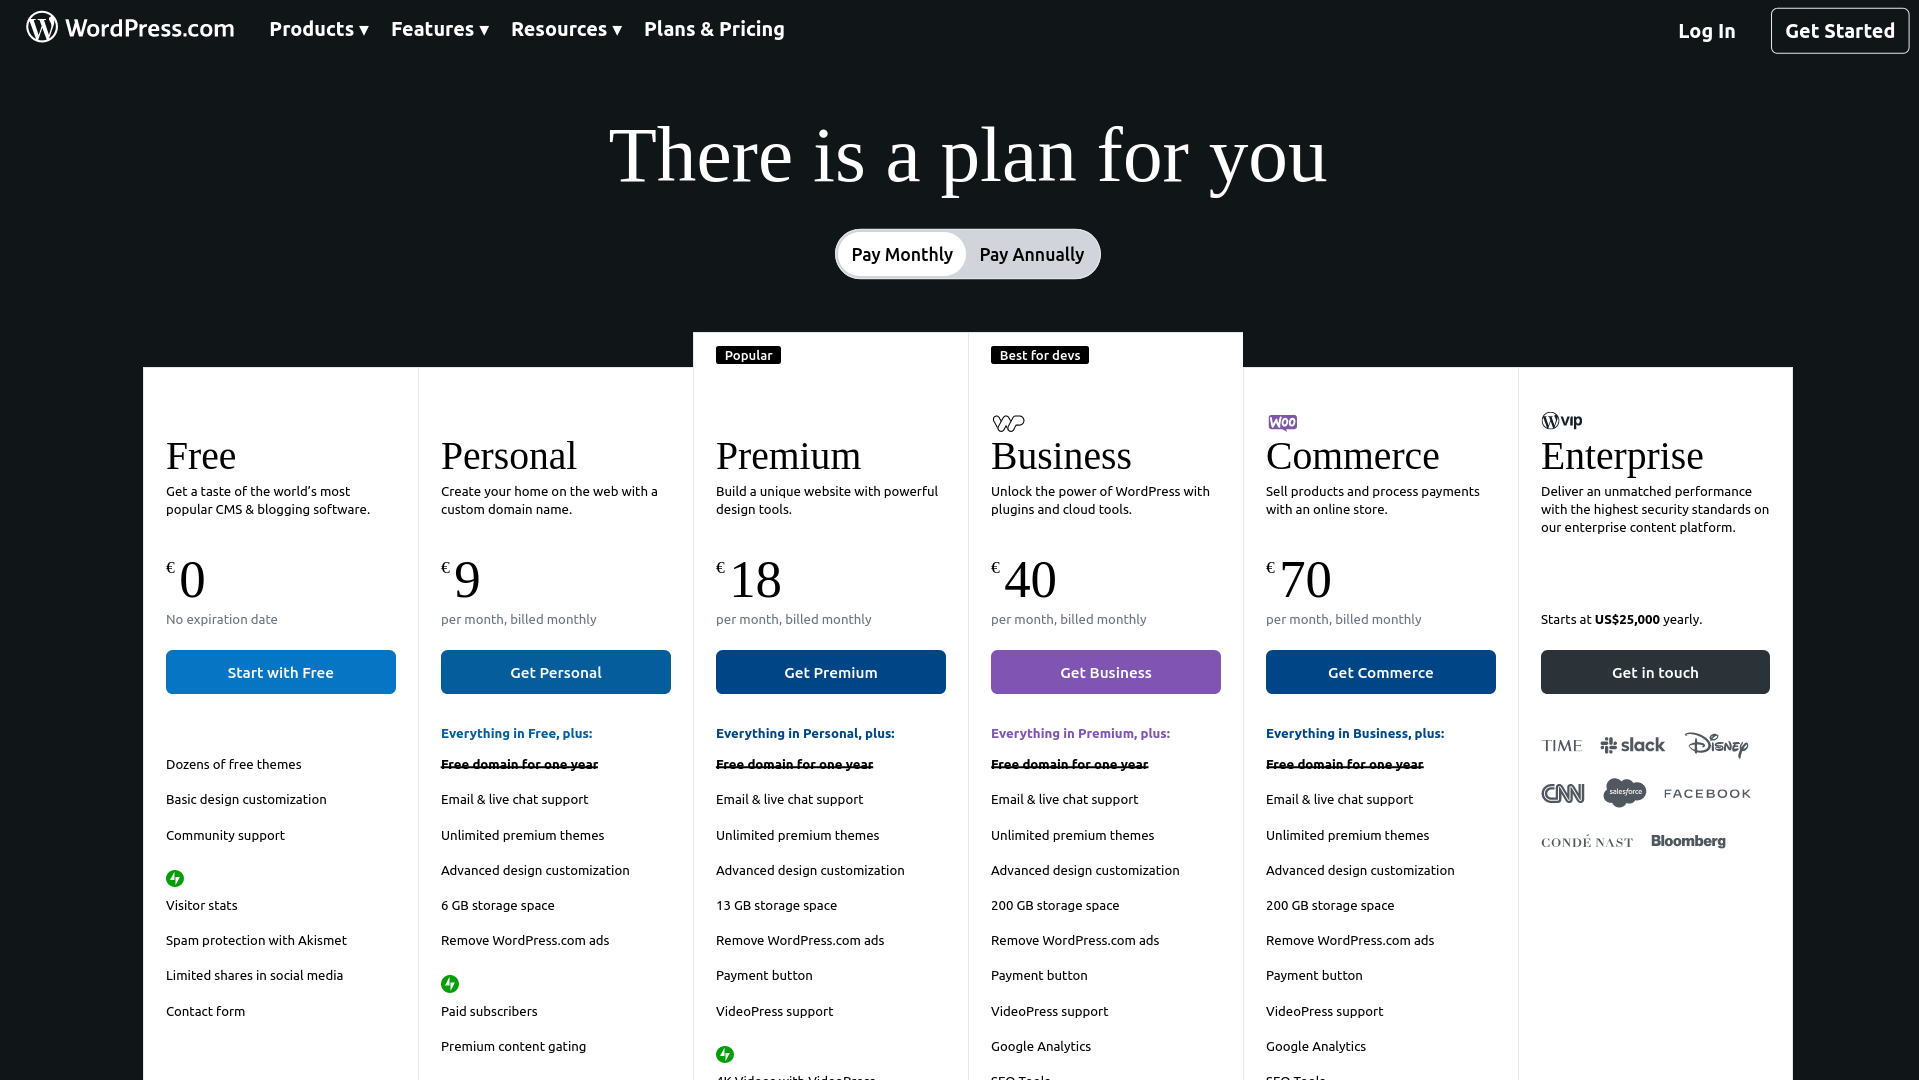 WordPress.com
Products ▾
Features ▾
Resources ▾
Plans & Pricing
Log In
Get Started
There is a plan for you
Pay Monthly
Pay Annually
Free
Get a taste of the world’s most
popular CMS & blogging software.
€ 0
No expiration date
Start with Free
Dozens of free themes
Basic design customization
Community support
Visitor stats
Spam protection with Akismet
Limited shares in social media
Contact form
Personal
Create your home on the web with a
custom domain name.
€ 9
per month, billed monthly
Get Personal
Everything in Free, plus:
Free domain for one year
Email & live chat support
Unlimited premium themes
Advanced design customization
6 GB storage space
Remove WordPress.com ads
Paid subscribers
Premium content gating
Popular
Premium
Build a unique website with powerful
design tools.
€ 18
per month, billed monthly
Get Premium
Everything in Personal, plus:
Free domain for one year
Email & live chat support
Unlimited premium themes
Advanced design customization
13 GB storage space
Remove WordPress.com ads
Payment button
VideoPress support
4K Videos with VideoPress
Best for devs
WP
Business
Unlock the power of WordPress with
plugins and cloud tools.
€ 40
per month, billed monthly
Get Business
Everything in Premium, plus:
Free domain for one year
Email & live chat support
Unlimited premium themes
Advanced design customization
200 GB storage space
Remove WordPress.com ads
Payment button
VideoPress support
Google Analytics
SEO Tools
Woo
Commerce
Sell products and process payments
with an online store.
€ 70
per month, billed monthly
Get Commerce
Everything in Business, plus:
Free domain for one year
Email & live chat support
Unlimited premium themes
Advanced design customization
200 GB storage space
Remove WordPress.com ads
Payment button
VideoPress support
Google Analytics
SEO Tools
vip
Enterprise
Deliver an unmatched performance
with the highest security standards on
our enterprise content platform.
Starts at US$25,000 yearly.
Get in touch
TIME slack Disney
CNN salesforce FACEBOOK
CONDÉ NAST Bloomberg